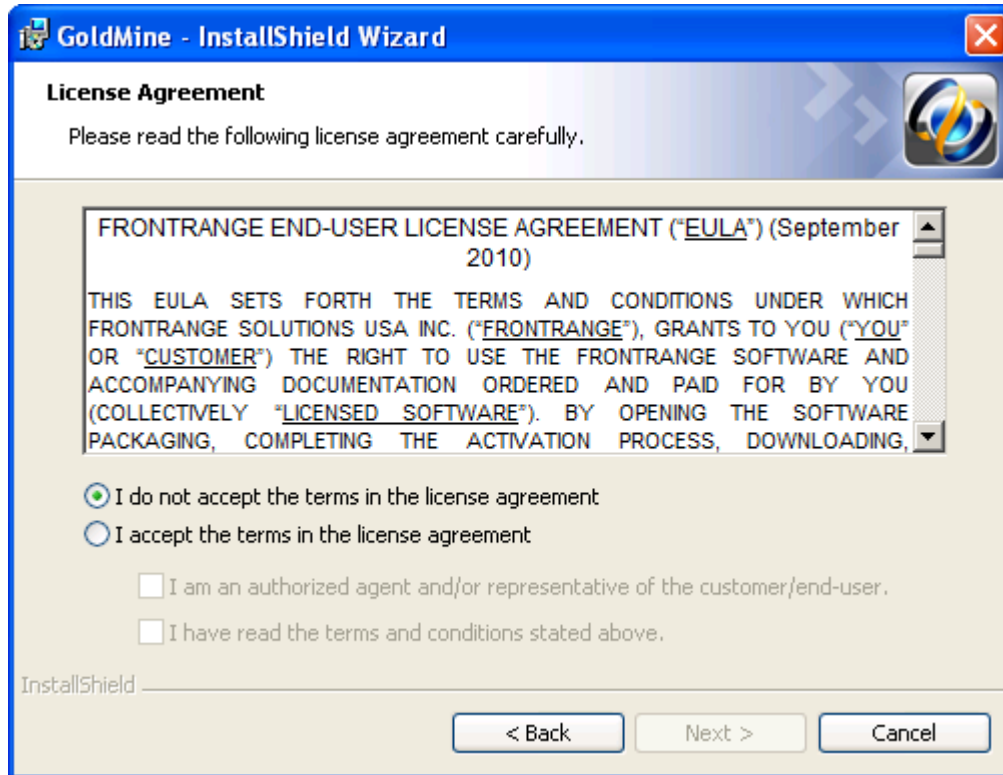 GoldMine - InstallShield Wizard
License Agreement
Please read the following license agreement carefully.
FRONTRANGE END-USER LICENSE AGREEMENT (“EULA”) (September
2010)
THIS EULA SETS FORTH THE TERMS AND CONDITIONS UNDER WHICH
FRONTRANGE SOLUTIONS USA INC. (“FRONTRANGE”), GRANTS TO YOU (“YOU”
OR “CUSTOMER”) THE RIGHT TO USE THE FRONTRANGE SOFTWARE AND
ACCOMPANYING DOCUMENTATION ORDERED AND PAID FOR BY YOU
(COLLECTIVELY “LICENSED SOFTWARE”). BY OPENING THE SOFTWARE
PACKAGING, COMPLETING THE ACTIVATION PROCESS, DOWNLOADING,
I do not accept the terms in the license agreement
I accept the terms in the license agreement
I am an authorized agent and/or representative of the customer/end-user.
I have read the terms and conditions stated above.
InstallShield
< Back
Next >
Cancel